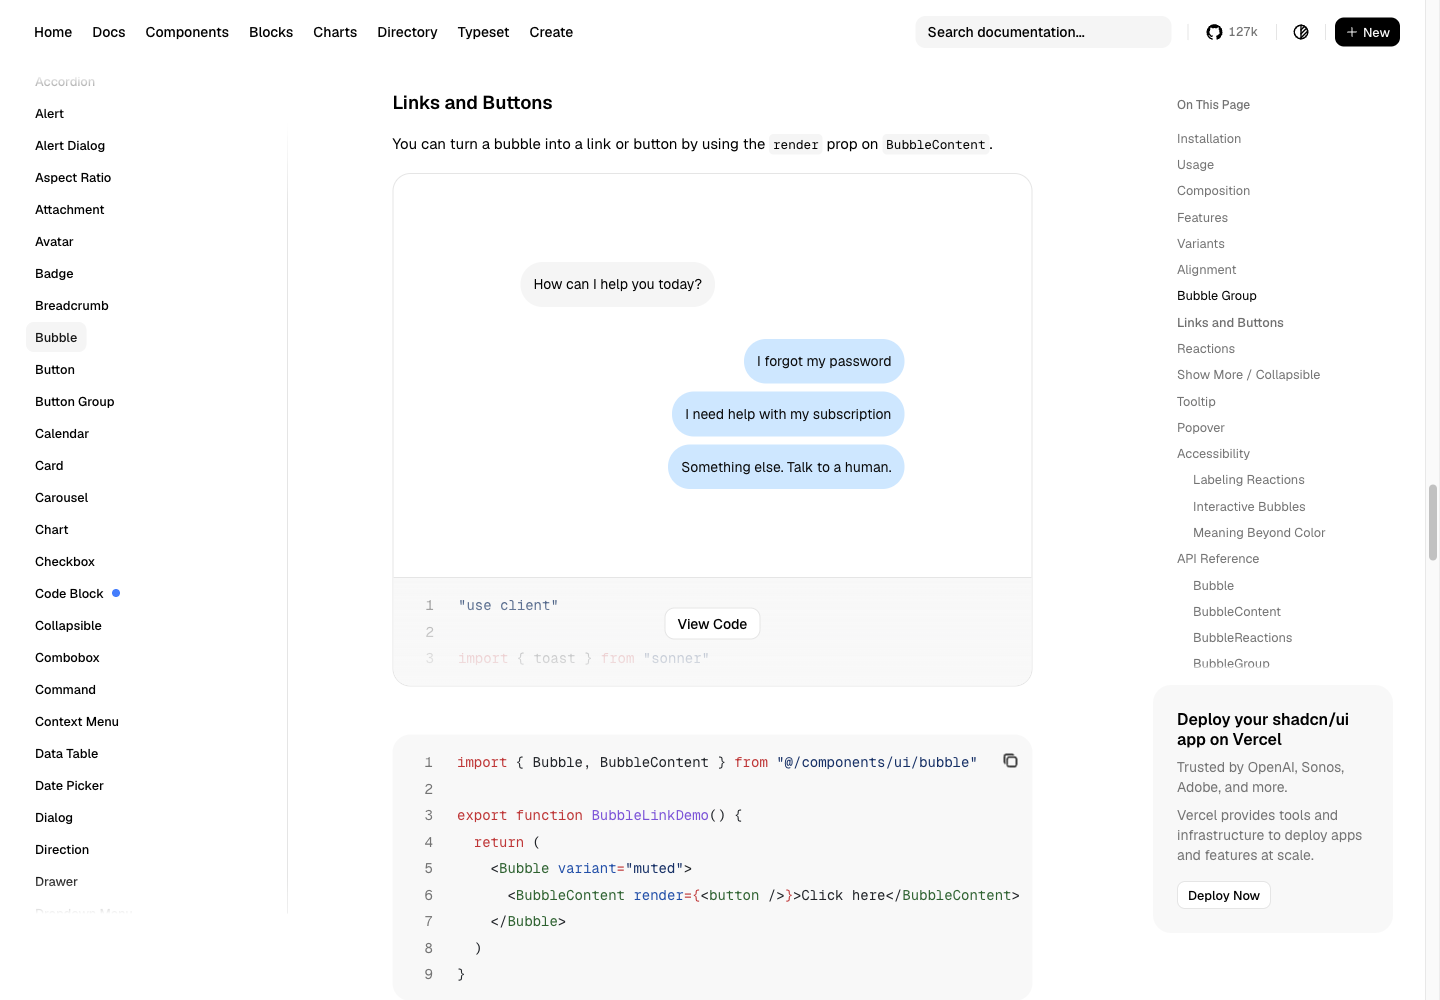 Home Docs Components Blocks Charts Directory Typeset Create
Search documentation...
127k
New
Accordion
Alert
Alert Dialog
Aspect Ratio
Attachment
Avatar
Badge
Breadcrumb
Bubble
Button
Button Group
Calendar
Card
Carousel
Chart
Checkbox
Code Block
Collapsible
Combobox
Command
Context Menu
Data Table
Date Picker
Dialog
Direction
Drawer
Dropdown Menu
Links and Buttons
You can turn a bubble into a link or button by using the render prop on BubbleContent.
How can I help you today?
I forgot my password
I need help with my subscription
Something else. Talk to a human.
1 "use client"
2
3 import { toast } from "sonner"
View Code
1 import { Bubble, BubbleContent } from "@/components/ui/bubble"
2
3 export function BubbleLinkDemo() {
4 return (
5 <Bubble variant="muted">
6 <BubbleContent render={<button />}>Click here</BubbleContent>
7 </Bubble>
8 )
9 }
On This Page
Installation
Usage
Composition
Features
Variants
Alignment
Bubble Group
Links and Buttons
Reactions
Show More / Collapsible
Tooltip
Popover
Accessibility
Labeling Reactions
Interactive Bubbles
Meaning Beyond Color
API Reference
Bubble
BubbleContent
BubbleReactions
BubbleGroup
Deploy your shadcn/ui
app on Vercel
Trusted by OpenAI, Sonos,
Adobe, and more.
Vercel provides tools and
infrastructure to deploy apps
and features at scale.
Deploy Now